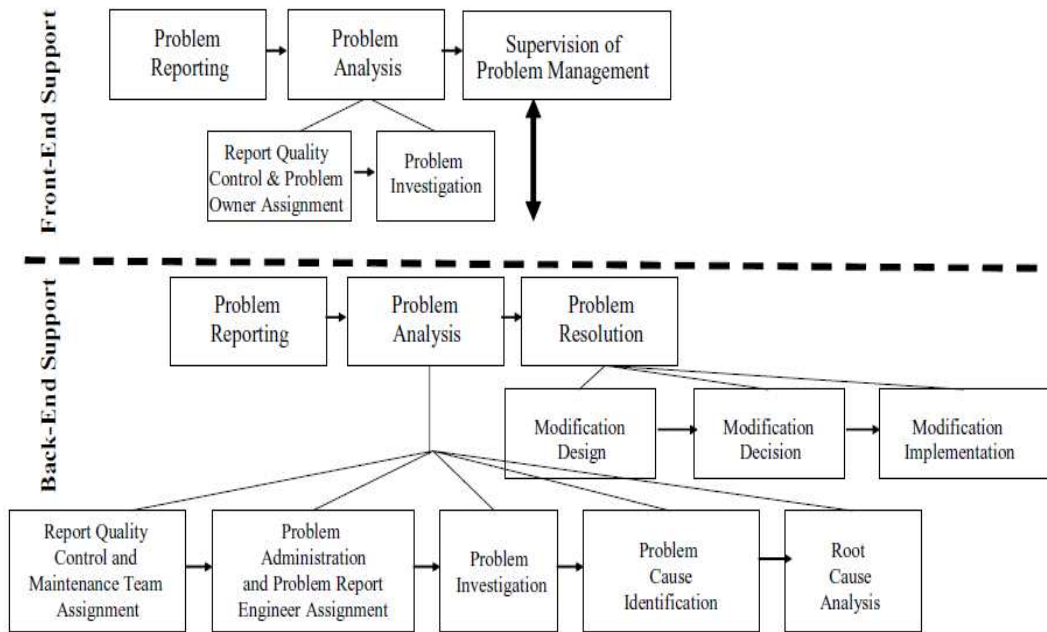 Front-End Support
Problem
Reporting
Problem
Analysis
Supervision of
Problem Management
Report Quality
Control & Problem
Owner Assignment
Problem
Investigation
Back-End Support
Problem
Reporting
Problem
Analysis
Problem
Resolution
Modification
Design
Modification
Decision
Modification
Implementation
Report Quality
Control and
Maintenance Team
Assignment
Problem
Administration
and Problem Report
Engineer Assignment
Problem
Investigation
Problem
Cause
Identification
Root
Cause
Analysis